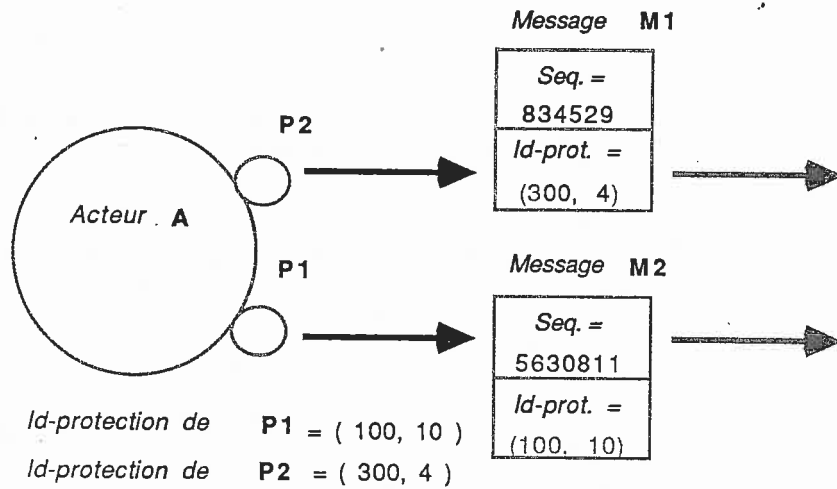 Message M1
Seq. =
834529
Id-prot. =
(300, 4)
P2
Acteur . A
P1
Message M2
Seq. =
5630811
Id-prot. =
(100. 10)
Id-protection de P1 = ( 100, 10 )
Id-protection de P2 = ( 300, 4 )